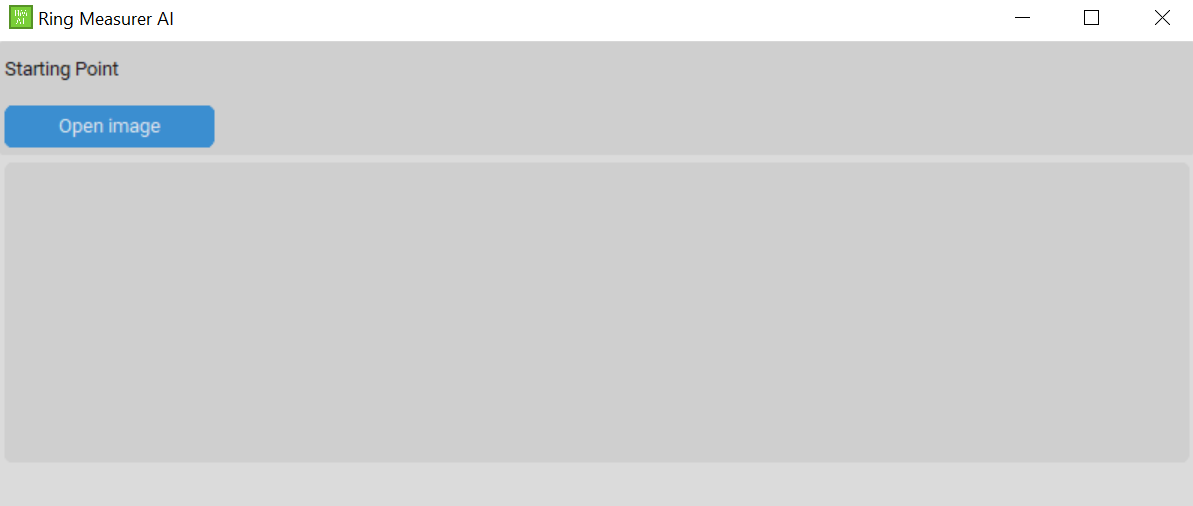 Ring Measurer AI
Starting Point
Open image